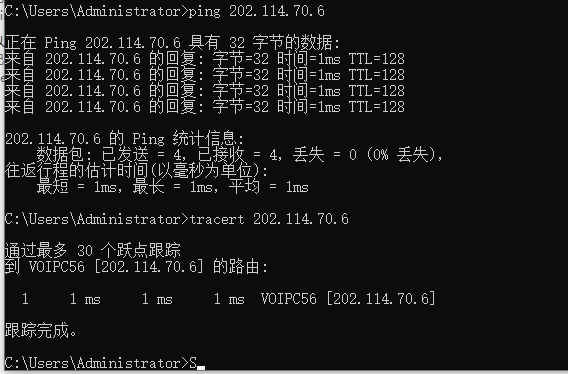 C:\Users\Administrator>ping 202.114.70.6
正在 Ping 202.114.70.6 具有 32 字节的数据:
来自 202.114.70.6 的回复: 字节=32 时间=1ms TTL=128
来自 202.114.70.6 的回复: 字节=32 时间=1ms TTL=128
来自 202.114.70.6 的回复: 字节=32 时间=1ms TTL=128
来自 202.114.70.6 的回复: 字节=32 时间=1ms TTL=128
202.114.70.6 的 Ping 统计信息:
数据包: 已发送 = 4, 已接收 = 4, 丢失 = 0 (0% 丢失),
往返行程的估计时间(以毫秒为单位):
最短 = 1ms, 最长 = 1ms, 平均 = 1ms
C:\Users\Administrator>tracert 202.114.70.6
通过最多 30 个跃点跟踪
到 VOIPC56 [202.114.70.6] 的路由:
1 1 ms 1 ms 1 ms VOIPC56 [202.114.70.6]
跟踪完成。
C:\Users\Administrator>S